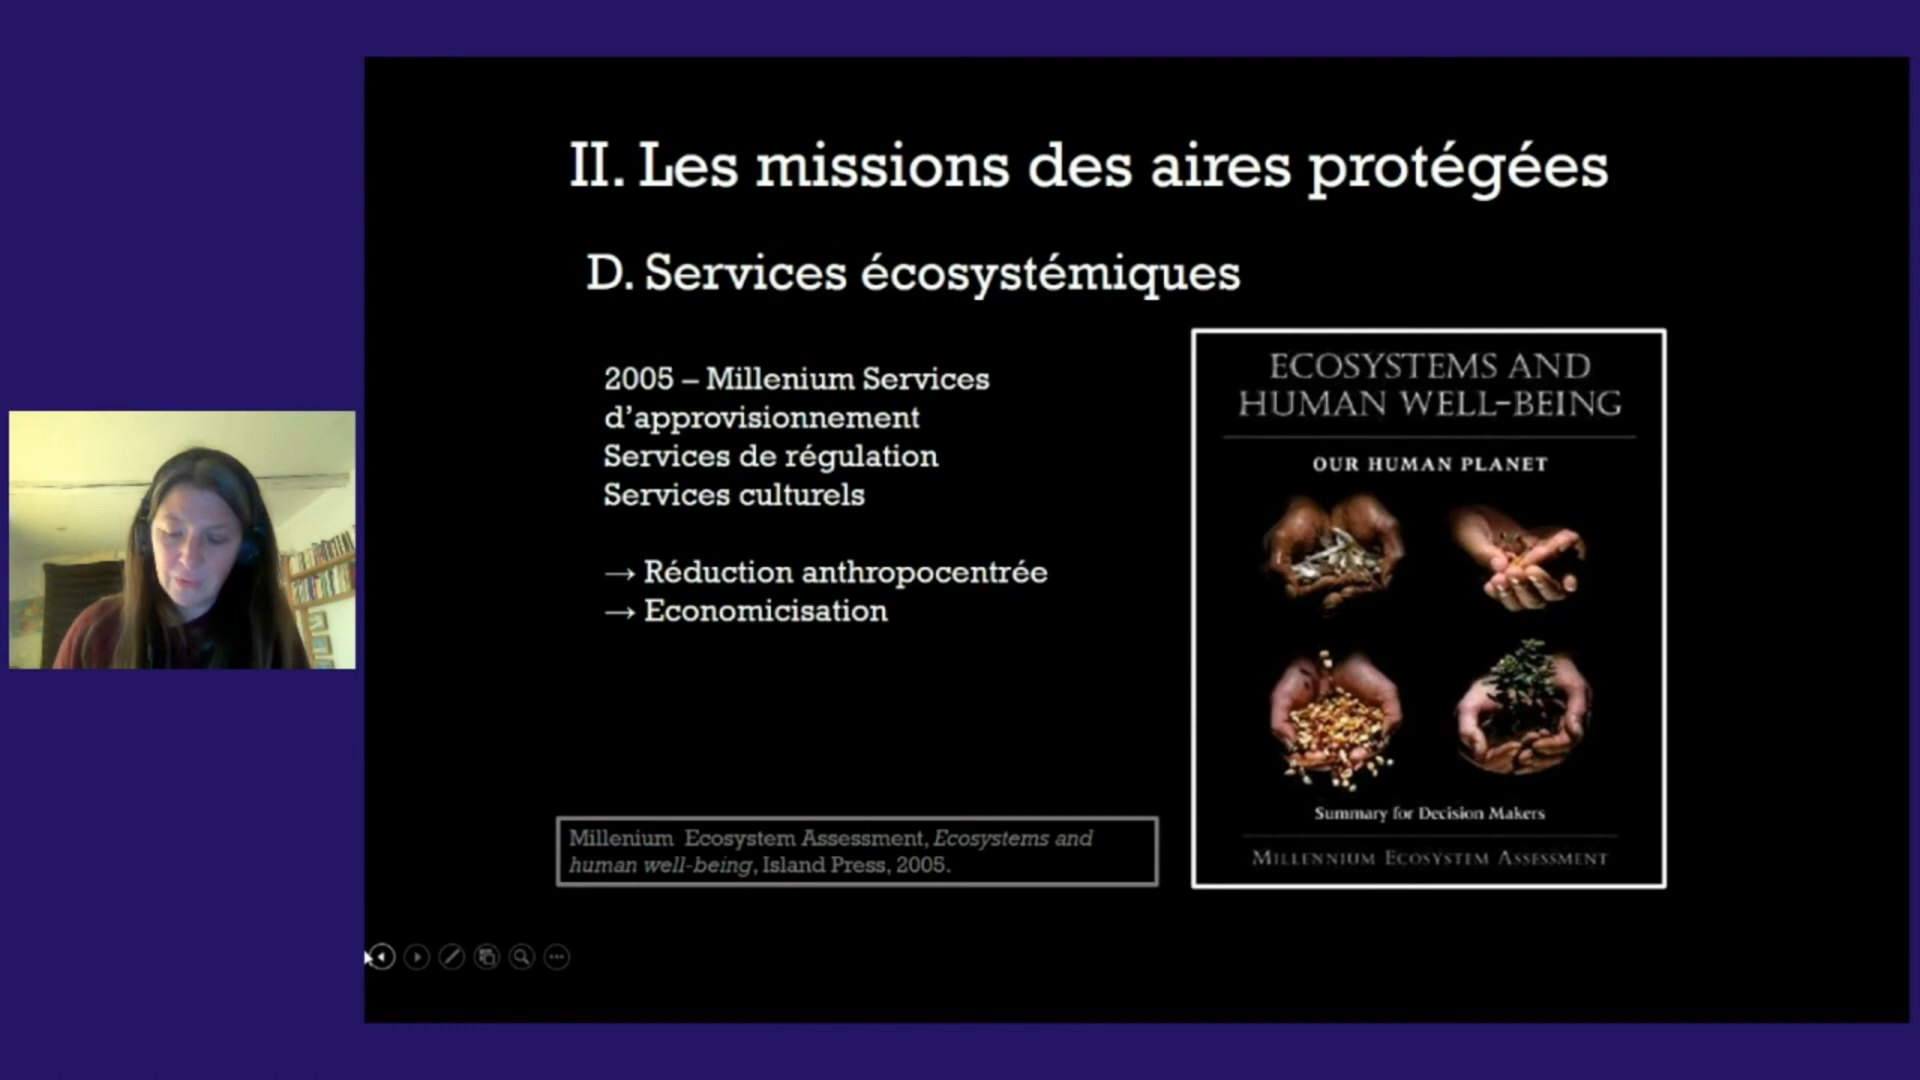 II. Les missions des aires protégées
D. Services écosystémiques
2005 – Millenium Services
d’approvisionnement
Services de régulation
Services culturels
→ Réduction anthropocentrée
→ Economicisation
Millenium Ecosystem Assessment, Ecosystems and
human well-being, Island Press, 2005.
ECOSYSTEMS AND
HUMAN WELL-BEING
OUR HUMAN PLANET
Summary for Decision Makers
MILLENNIUM ECOSYSTEM ASSESSMENT